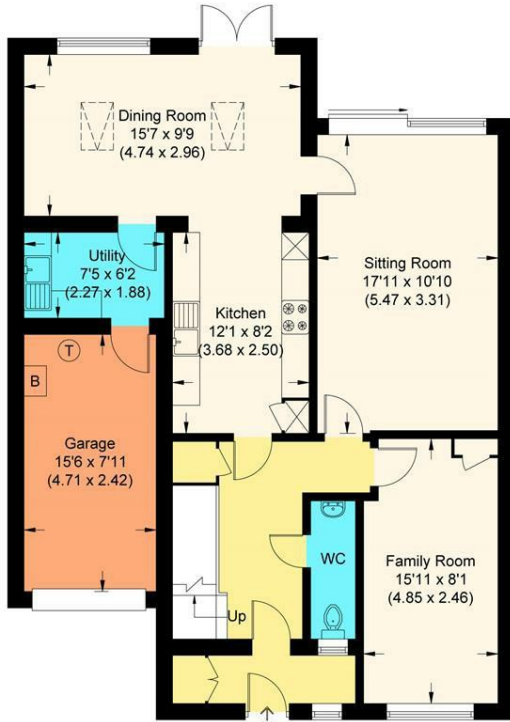 Dining Room
15'7 x 9'9
(4.74 x 2.96)
Utility
7'5 x 6'2
(2.27 x 1.88)
Sitting Room
17'11 x 10'10
(5.47 x 3.31)
Kitchen
12'1 x 8'2
(3.68 x 2.50)
T
B
Garage
15'6 x 7'11
(4.71 x 2.42)
WC
Family Room
15'11 x 8'1
(4.85 x 2.46)
Up